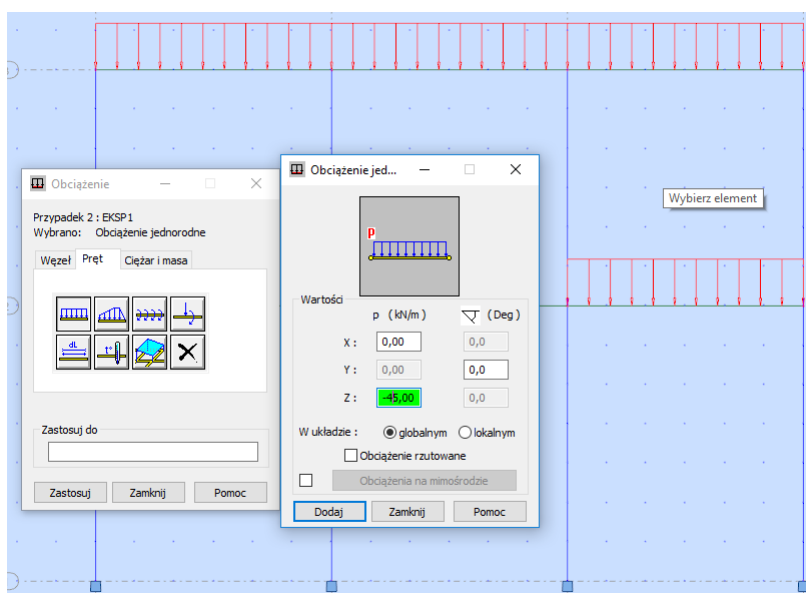 Obciążenie
Przypadek 2 : EKSP1
Wybrano: Obciążenie jednorodne
Węzeł Pręt Ciężar i masa
dL t°
Zastosuj do
Zastosuj Zamknij Pomoc
Obciążenie jed...
p
Wartości
p (kN/m) (Deg)
X : 0,00 0,0
Y : 0,00 0,0
Z : -45,00 0,0
W układzie : globalnym lokalnym
Obciążenie rzutowane
Obciążenia na mimośrodzie
Dodaj Zamknij Pomoc
Wybierz element